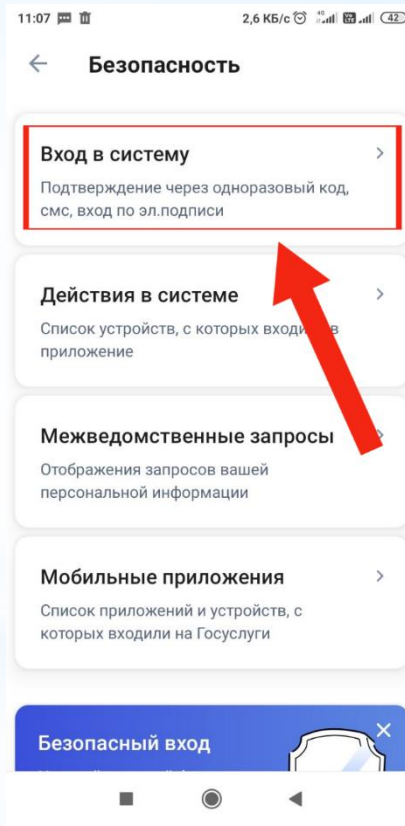 11:07 2,6 КБ/с 4G 42
Безопасность
Вход в систему
Подтверждение через одноразовый код,
смс, вход по эл.подписи
Действия в системе
Список устройств, с которых в
приложение
Межведомственные запросы
Отображения запросов вашей
персональной информации
Мобильные приложения
Список приложений и устройств, с
которых входили на Госуслуги
Безопасный вход